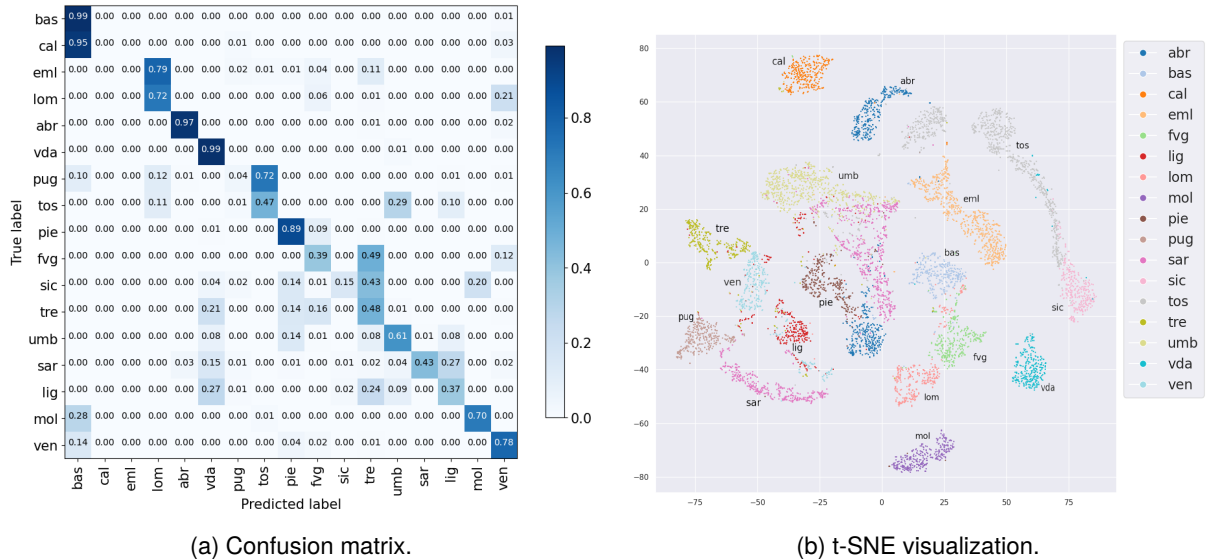 True label
bas 0.99 0.00 0.00 0.00 0.00 0.00 0.00 0.00 0.00 0.00 0.00 0.00 0.00 0.00 0.00 0.00 0.01
cal 0.95 0.00 0.00 0.00 0.00 0.00 0.01 0.00 0.00 0.00 0.00 0.00 0.00 0.00 0.00 0.00 0.03
eml 0.00 0.00 0.00 0.79 0.00 0.00 0.02 0.01 0.01 0.04 0.00 0.11 0.00 0.00 0.00 0.00 0.00
lom 0.00 0.00 0.00 0.72 0.00 0.00 0.00 0.00 0.00 0.06 0.00 0.01 0.00 0.00 0.00 0.00 0.21
abr 0.00 0.00 0.00 0.00 0.97 0.00 0.00 0.00 0.00 0.00 0.00 0.00 0.00 0.00 0.00 0.00 0.02
vda 0.00 0.00 0.00 0.00 0.00 0.99 0.00 0.00 0.00 0.00 0.00 0.00 0.01 0.00 0.00 0.00 0.00
pug 0.10 0.00 0.00 0.12 0.00 0.00 0.04 0.72 0.00 0.00 0.00 0.00 0.00 0.00 0.01 0.00 0.01
tos 0.00 0.00 0.00 0.11 0.00 0.00 0.01 0.47 0.00 0.00 0.00 0.00 0.29 0.00 0.10 0.00 0.00
pie 0.00 0.00 0.00 0.00 0.00 0.01 0.00 0.00 0.89 0.09 0.00 0.00 0.00 0.00 0.00 0.00 0.00
fvg 0.00 0.00 0.00 0.00 0.00 0.00 0.00 0.00 0.00 0.39 0.00 0.49 0.00 0.00 0.00 0.00 0.12
sic 0.00 0.00 0.00 0.00 0.00 0.04 0.02 0.00 0.14 0.01 0.15 0.43 0.00 0.00 0.00 0.20 0.00
tre 0.00 0.00 0.00 0.00 0.00 0.21 0.00 0.00 0.14 0.16 0.00 0.48 0.01 0.00 0.00 0.00 0.00
umb 0.00 0.00 0.00 0.00 0.00 0.08 0.00 0.00 0.14 0.01 0.00 0.08 0.61 0.01 0.08 0.00 0.00
sar 0.00 0.00 0.00 0.00 0.03 0.15 0.01 0.00 0.01 0.01 0.00 0.02 0.04 0.43 0.27 0.00 0.02
lig 0.00 0.00 0.00 0.00 0.00 0.27 0.01 0.00 0.00 0.00 0.02 0.24 0.09 0.00 0.37 0.00 0.00
mol 0.28 0.00 0.00 0.00 0.00 0.00 0.00 0.01 0.00 0.00 0.00 0.00 0.00 0.00 0.00 0.70 0.00
ven 0.14 0.00 0.00 0.00 0.00 0.00 0.00 0.00 0.04 0.02 0.00 0.01 0.00 0.00 0.00 0.00 0.78
bas cal eml lom abr vda pug tos pie fvg sic tre umb sar lig mol ven
Predicted label
0.8
0.6
0.4
0.2
0.0
(a) Confusion matrix.
80
60
40
20
0
−20
−40
−60
−80
−75 −50 −25 0 25 50 75
cal
abr
tos
umb
eml
tre
bas
ven
pie
sic
pug
lig
fvg
vda
sar
lom
mol
abr
bas
cal
eml
fvg
lig
lom
mol
pie
pug
sar
sic
tos
tre
umb
vda
ven
(b) t-SNE visualization.